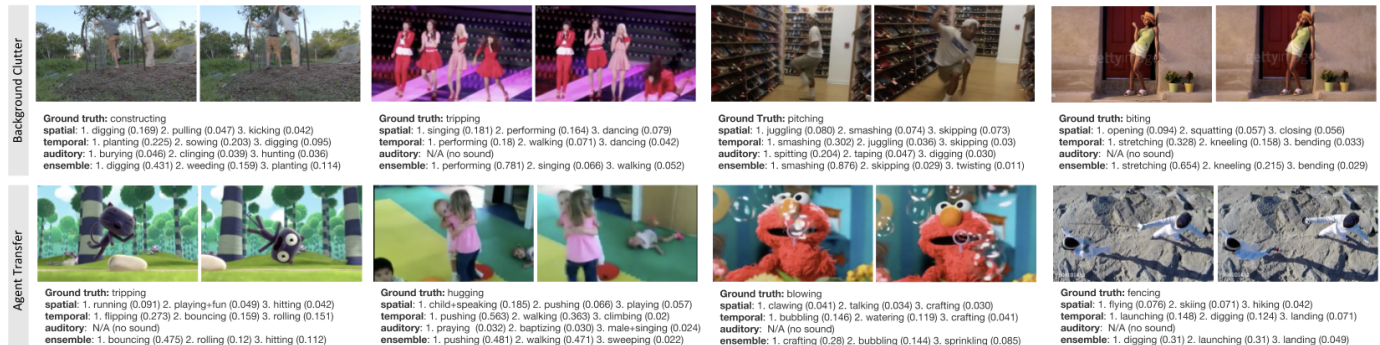 Background Clutter
gettyimages
Ground truth: constructing
spatial: 1. digging (0.169) 2. pulling (0.047) 3. kicking (0.042)
temporal: 1. planting (0.225) 2. sowing (0.203) 3. digging (0.095)
auditory: 1. burying (0.046) 2. clinging (0.039) 3. hunting (0.036)
ensemble: 1. digging (0.431) 2. weeding (0.159) 3. planting (0.114)
Ground truth: tripping
spatial: 1. singing (0.181) 2. performing (0.164) 3. dancing (0.079)
temporal: 1. performing (0.18) 2. walking (0.071) 3. dancing (0.042)
auditory: N/A (no sound)
ensemble: 1. performing (0.781) 2. singing (0.066) 3. walking (0.052)
Ground Truth: pitching
spatial: 1. juggling (0.080) 2. smashing (0.074) 3. skipping (0.073)
temporal: 1. smashing (0.302) 2. juggling (0.036) 3. skipping (0.03)
auditory: 1. spitting (0.204) 2. taping (0.047) 3. digging (0.030)
ensemble: 1. smashing (0.876) 2. skipping (0.029) 3. twisting (0.011)
Ground truth: biting
spatial: 1. opening (0.094) 2. squatting (0.057) 3. closing (0.056)
temporal: 1. stretching (0.328) 2. kneeling (0.158) 3. bending (0.033)
auditory: N/A (no sound)
ensemble: 1. stretching (0.654) 2. kneeling (0.215) 3. bending (0.029)
Agent Transfer
Ground truth: tripping
spatial: 1. running (0.091) 2. playing+fun (0.049) 3. hitting (0.042)
temporal: 1. flipping (0.273) 2. bouncing (0.159) 3. rolling (0.151)
auditory: N/A (no sound)
ensemble: 1. bouncing (0.475) 2. rolling (0.12) 3. hitting (0.112)
Ground truth: hugging
spatial: 1. child+speaking (0.185) 2. pushing (0.066) 3. playing (0.057)
temporal: 1. pushing (0.563) 2. walking (0.363) 3. climbing (0.02)
auditory: 1. praying (0.032) 2. baptizing (0.030) 3. male+singing (0.024)
ensemble: 1. pushing (0.481) 2. walking (0.471) 3. sweeping (0.022)
Ground truth: blowing
spatial: 1. clawing (0.041) 2. talking (0.034) 3. crafting (0.030)
temporal: 1. bubbling (0.146) 2. watering (0.119) 3. crafting (0.041)
auditory: N/A (no sound)
ensemble: 1. crafting (0.28) 2. bubbling (0.144) 3. sprinkling (0.085)
Ground truth: fencing
spatial: 1. flying (0.076) 2. skiing (0.071) 3. hiking (0.042)
temporal: 1. launching (0.148) 2. digging (0.124) 3. landing (0.071)
auditory: N/A (no sound)
ensemble: 1. digging (0.31) 2. launching (0.31) 3. landing (0.049)